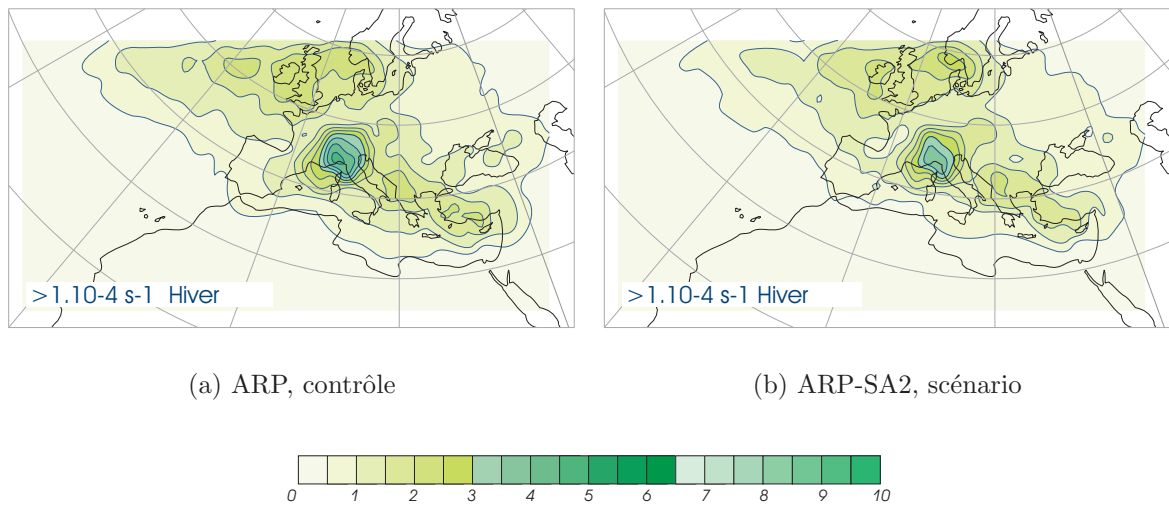 >1.10-4 s-1 Hiver
>1.10-4 s-1 Hiver
(a) ARP, contrôle
(b) ARP-SA2, scénario
0 1 2 3 4 5 6 7 8 9 10